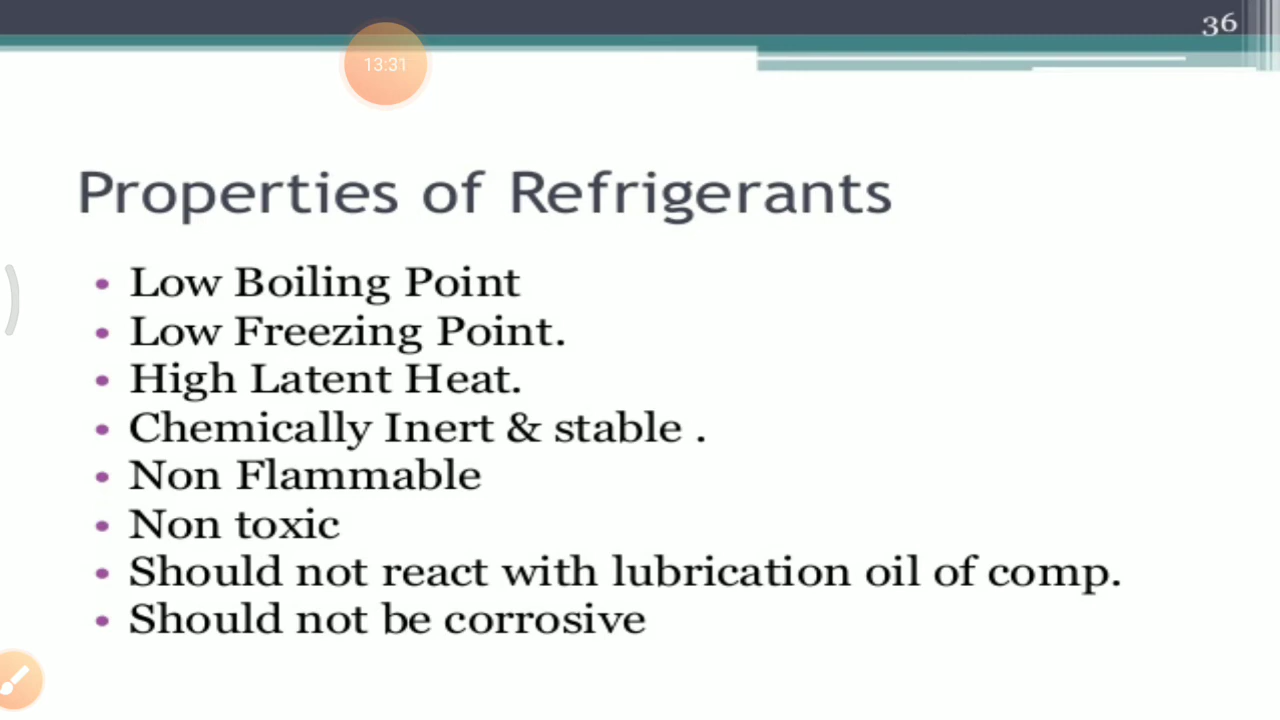 36
13:31
Properties of Refrigerants
• Low Boiling Point
• Low Freezing Point.
• High Latent Heat.
• Chemically Inert & stable .
• Non Flammable
• Non toxic
• Should not react with lubrication oil of comp.
• Should not be corrosive